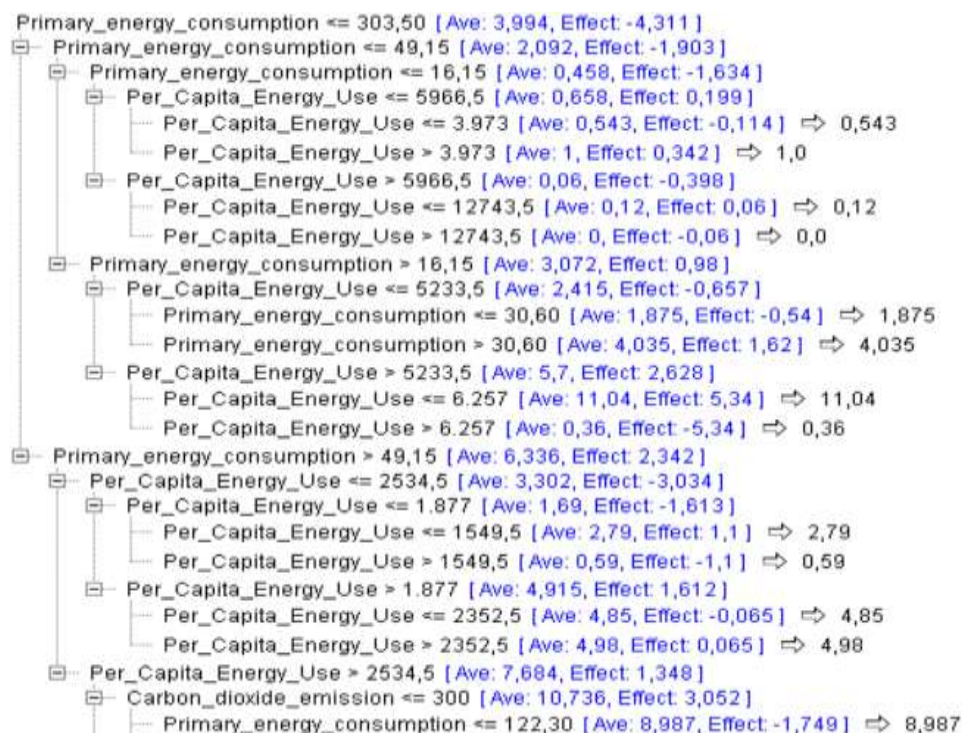 Primary_energy_consumption <= 303,50 [Ave: 3,994, Effect: -4,311]
Primary_energy_consumption <= 49,15 [Ave: 2,092, Effect: -1,903]
Primary_energy_consumption <= 16,15 [Ave: 0,458, Effect: -1,634]
Per_Capita_Energy_Use <= 5966,5 [Ave: 0,658, Effect: 0,199]
Per_Capita_Energy_Use <= 3.973 [Ave: 0,543, Effect: -0,114] ⇨ 0,543
Per_Capita_Energy_Use > 3.973 [Ave: 1, Effect: 0,342] ⇨ 1,0
Per_Capita_Energy_Use > 5966,5 [Ave: 0,06, Effect: -0,398]
Per_Capita_Energy_Use <= 12743,5 [Ave: 0,12, Effect: 0,06] ⇨ 0,12
Per_Capita_Energy_Use > 12743,5 [Ave: 0, Effect: -0,06] ⇨ 0,0
Primary_energy_consumption > 16,15 [Ave: 3,072, Effect: 0,98]
Per_Capita_Energy_Use <= 5233,5 [Ave: 2,415, Effect: -0,657]
Primary_energy_consumption <= 30,60 [Ave: 1,875, Effect: -0,54] ⇨ 1,875
Primary_energy_consumption > 30,60 [Ave: 4,035, Effect: 1,62] ⇨ 4,035
Per_Capita_Energy_Use > 5233,5 [Ave: 5,7, Effect: 2,628]
Per_Capita_Energy_Use <= 6.257 [Ave: 11,04, Effect: 5,34] ⇨ 11,04
Per_Capita_Energy_Use > 6.257 [Ave: 0,36, Effect: -5,34] ⇨ 0,36
Primary_energy_consumption > 49,15 [Ave: 6,336, Effect: 2,342]
Per_Capita_Energy_Use <= 2534,5 [Ave: 3,302, Effect: -3,034]
Per_Capita_Energy_Use <= 1.877 [Ave: 1,69, Effect: -1,613]
Per_Capita_Energy_Use <= 1549,5 [Ave: 2,79, Effect: 1,1] ⇨ 2,79
Per_Capita_Energy_Use > 1549,5 [Ave: 0,59, Effect: -1,1] ⇨ 0,59
Per_Capita_Energy_Use > 1.877 [Ave: 4,915, Effect: 1,612]
Per_Capita_Energy_Use <= 2352,5 [Ave: 4,85, Effect: -0,065] ⇨ 4,85
Per_Capita_Energy_Use > 2352,5 [Ave: 4,98, Effect: 0,065] ⇨ 4,98
Per_Capita_Energy_Use > 2534,5 [Ave: 7,684, Effect: 1,348]
Carbon_dioxide_emission <= 300 [Ave: 10,736, Effect: 3,052]
Primary_energy_consumption <= 122,30 [Ave: 8,987, Effect: -1,749] ⇨ 8,987